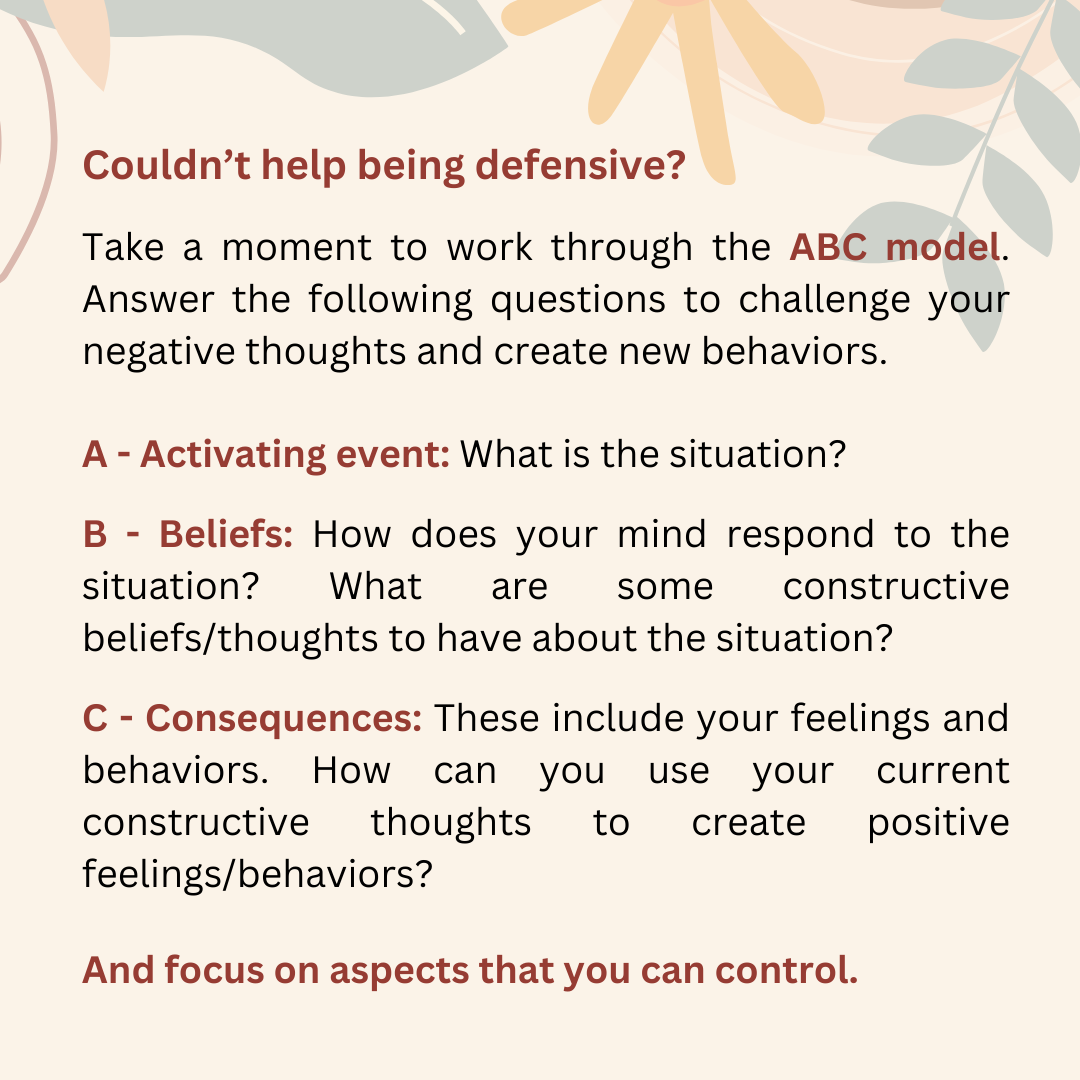 Couldn’t help being defensive?
Take a moment to work through the ABC model.
Answer the following questions to challenge your
negative thoughts and create new behaviors.
A - Activating event: What is the situation?
B - Beliefs: How does your mind respond to the
situation? What are some constructive
beliefs/thoughts to have about the situation?
C - Consequences: These include your feelings and
behaviors. How can you use your current
constructive thoughts to create positive
feelings/behaviors?
And focus on aspects that you can control.